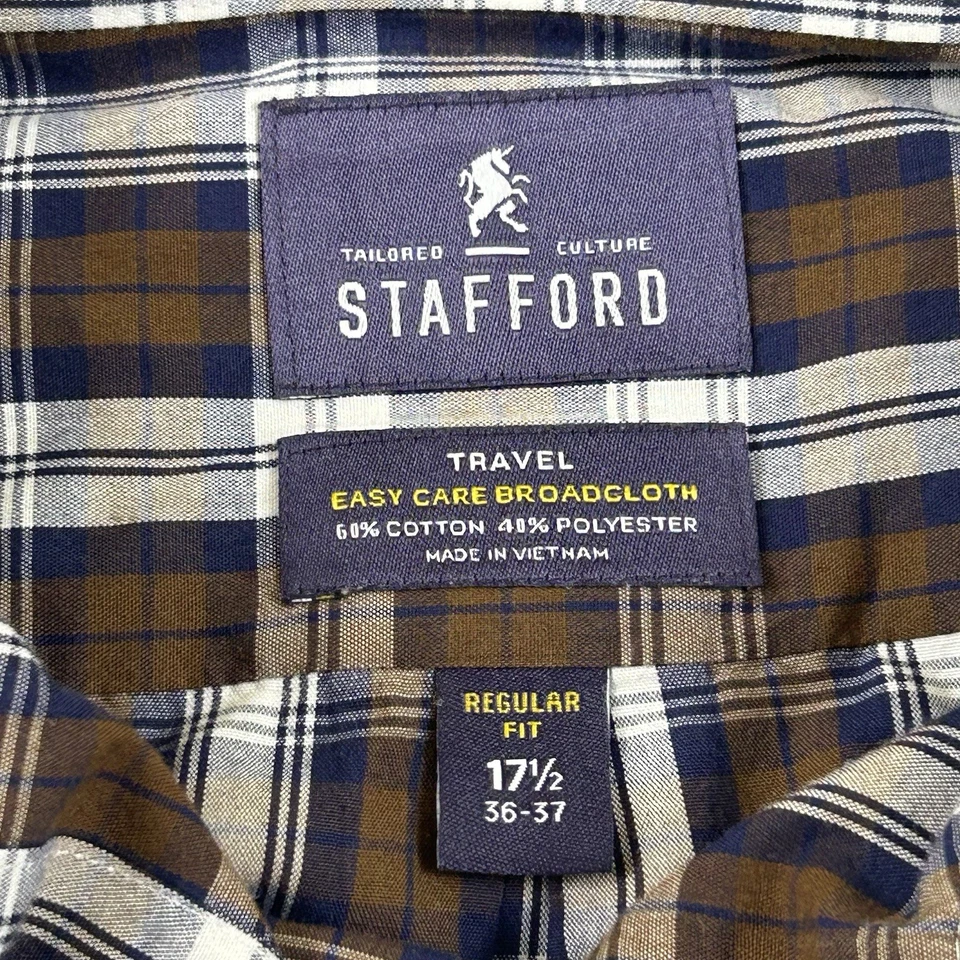 TAILORED CULTURE
STAFFORD
TRAVEL
EASY CARE BROADCLOTH
60% COTTON 40% POLYESTER
MADE IN VIETNAM
REGULAR
FIT
17½
36-37